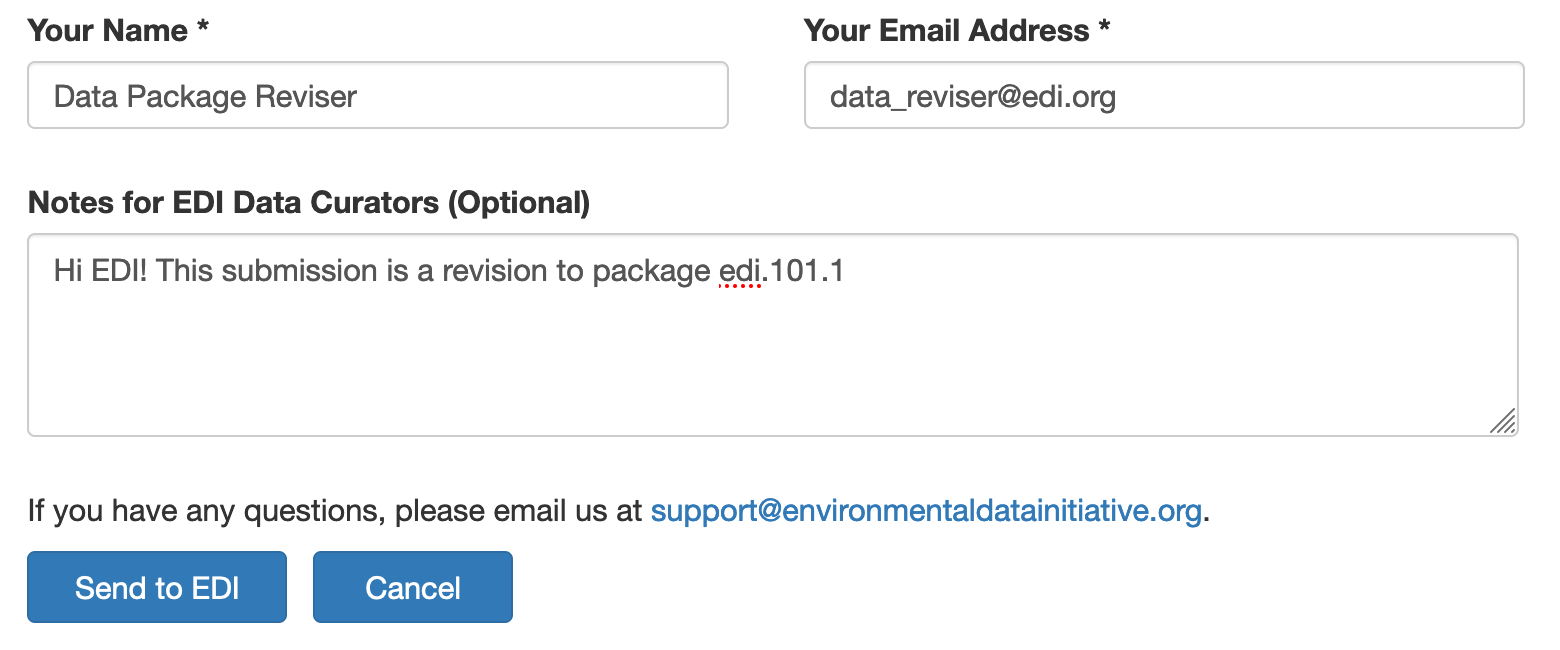 Your Name *
Your Email Address *
Data Package Reviser
data_reviser@edi.org
Notes for EDI Data Curators (Optional)
Hi EDI! This submission is a revision to package edi.101.1
If you have any questions, please email us at support@environmentaldatainitiative.org.
Send to EDI
Cancel